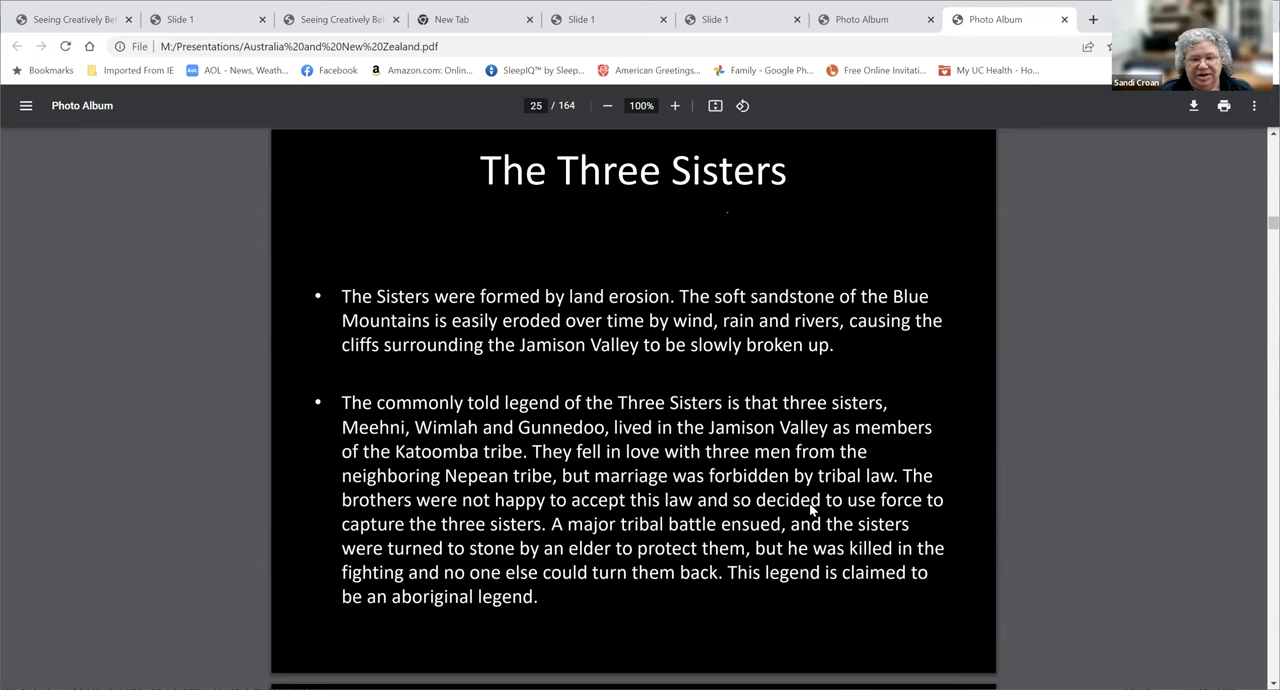 Seeing Creatively Bef
Slide 1
Seeing Creatively Bef
New Tab
Slide 1
Slide 1
Photo Album
Photo Album
File
M:/Presentations/Australia%20and%20New%20Zealand.pdf
Bookmarks
Imported From IE
AOL - News, Weath...
Facebook
Amazon.com: Onlin...
SleepIQ™ by Sleep...
American Greetings...
Family - Google Ph...
Free Online Invitati...
My UC Health - Ho...
Sandi Croan
Photo Album
25 / 164
100%
The Three Sisters
• The Sisters were formed by land erosion. The soft sandstone of the Blue
Mountains is easily eroded over time by wind, rain and rivers, causing the
cliffs surrounding the Jamison Valley to be slowly broken up.
• The commonly told legend of the Three Sisters is that three sisters,
Meehni, Wimlah and Gunnedoo, lived in the Jamison Valley as members
of the Katoomba tribe. They fell in love with three men from the
neighboring Nepean tribe, but marriage was forbidden by tribal law. The
brothers were not happy to accept this law and so decided to use force to
capture the three sisters. A major tribal battle ensued, and the sisters
were turned to stone by an elder to protect them, but he was killed in the
fighting and no one else could turn them back. This legend is claimed to
be an aboriginal legend.